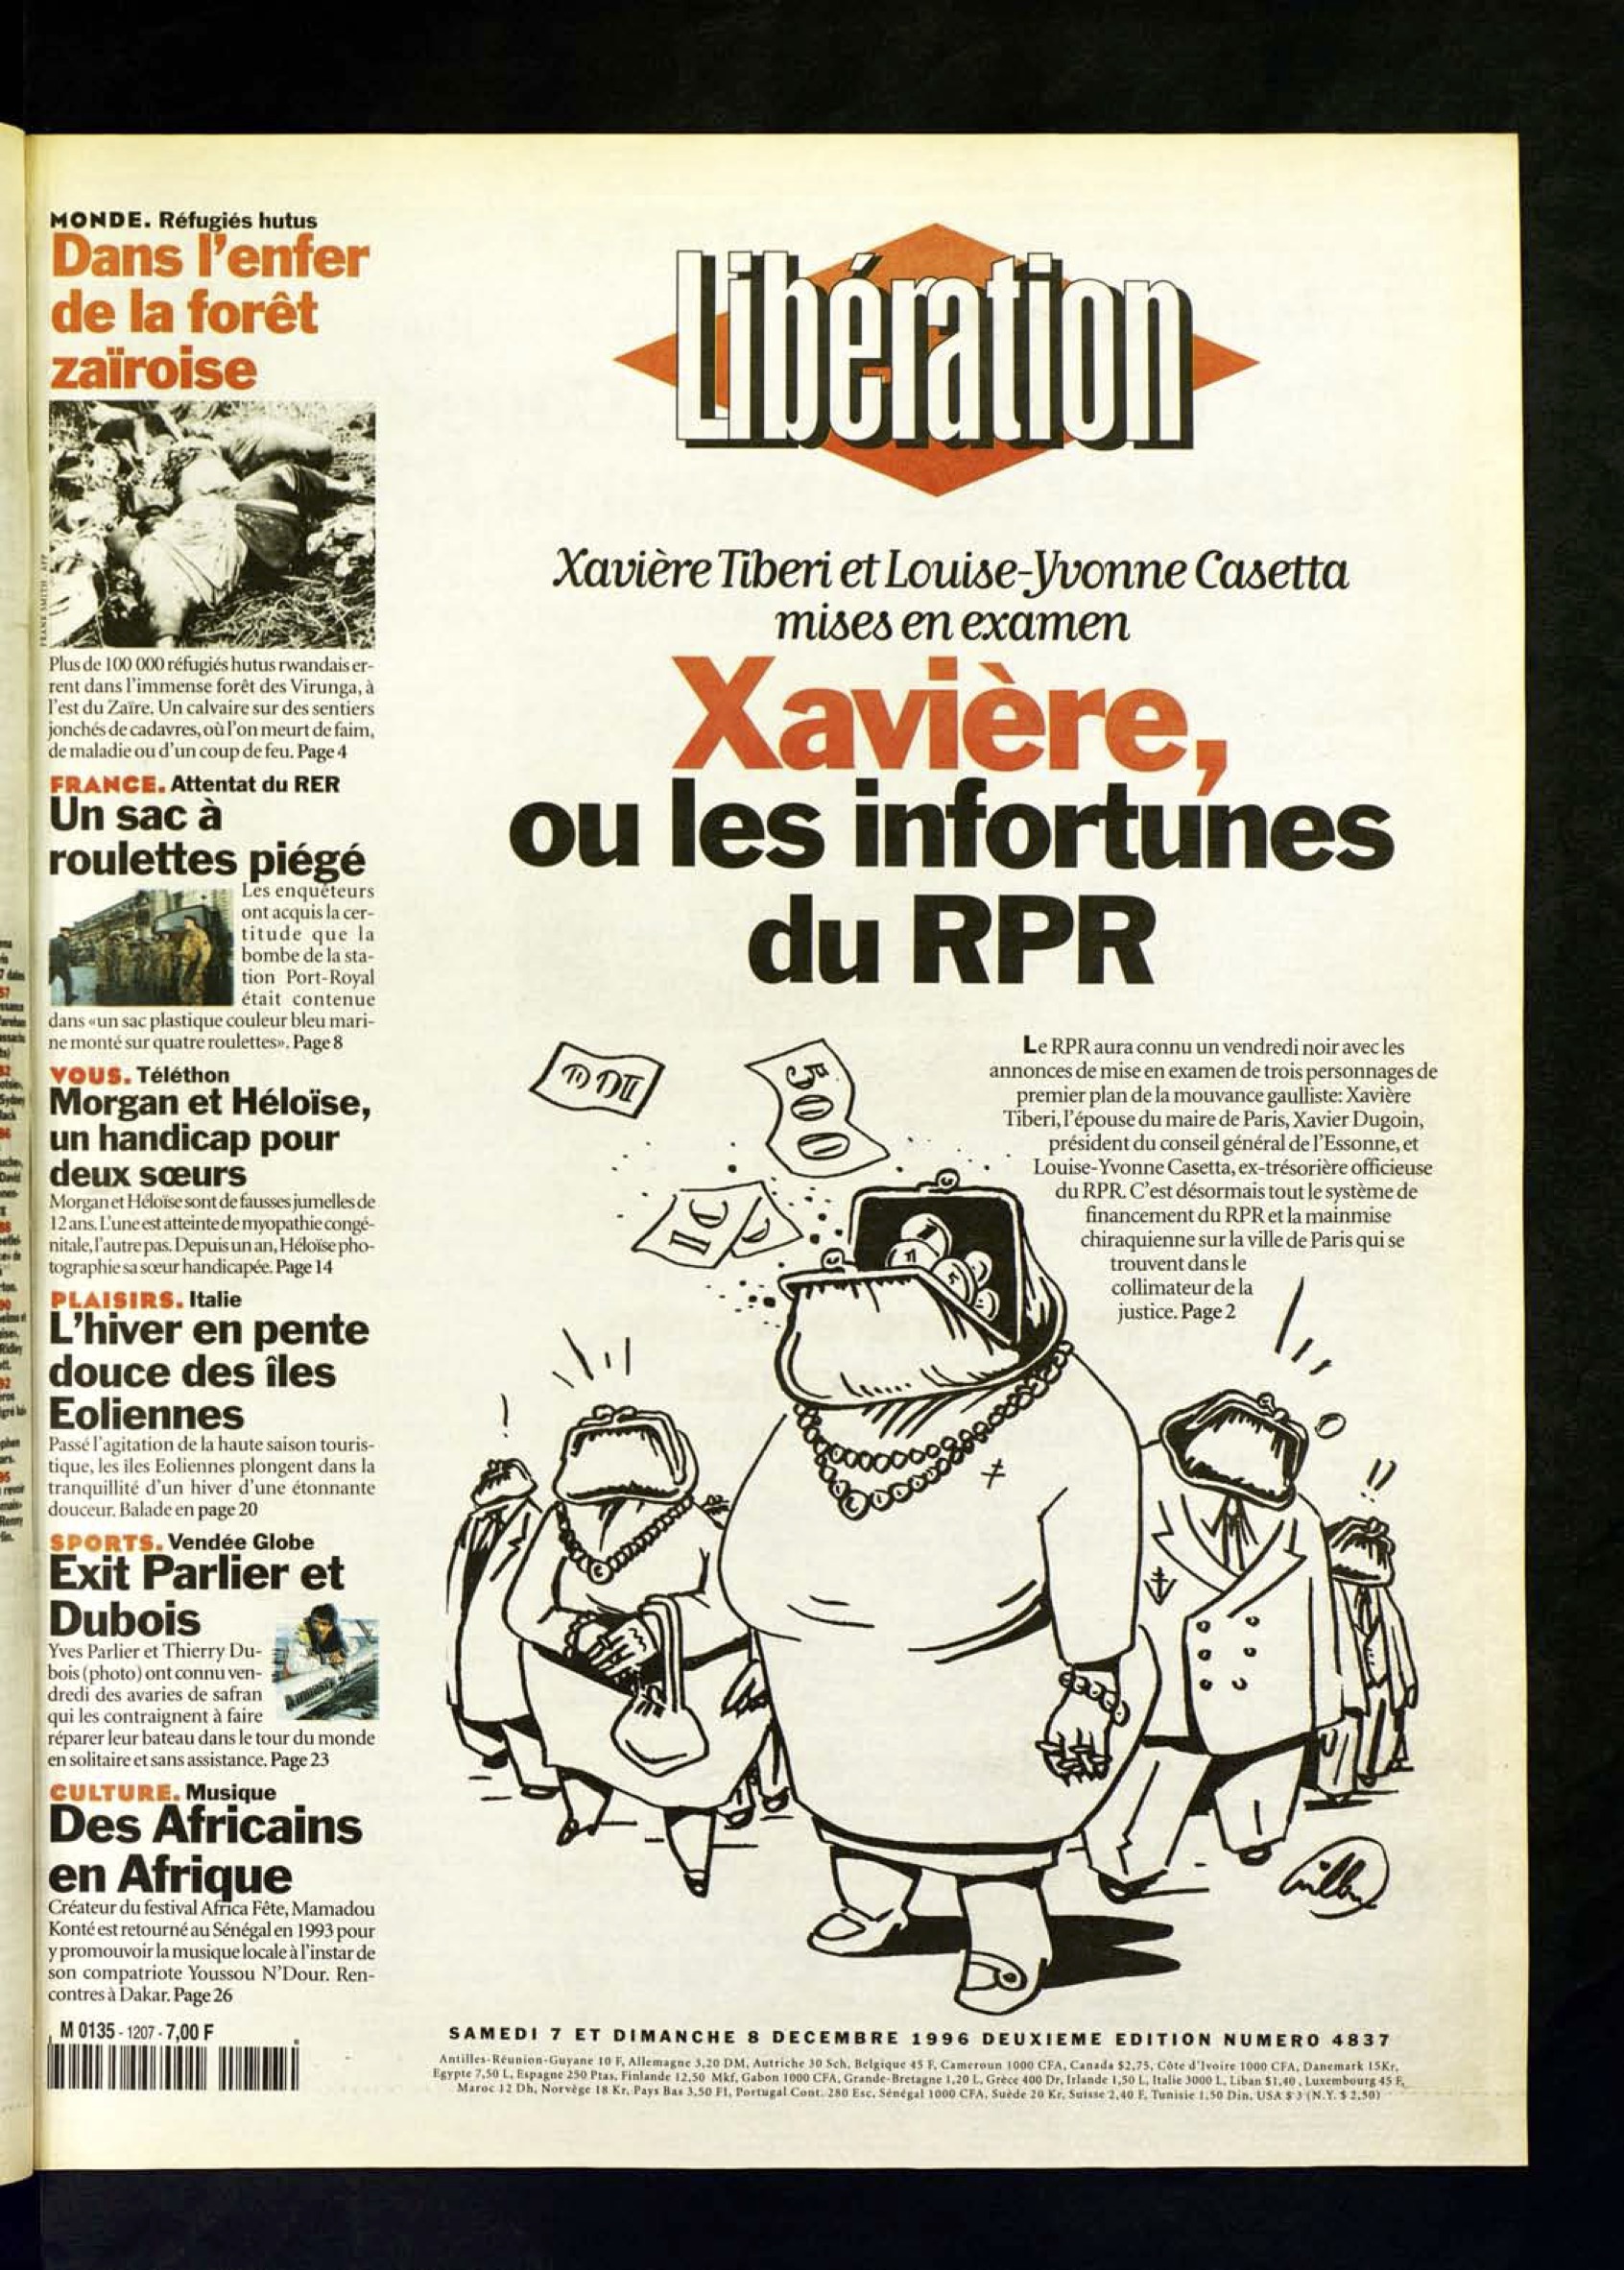 MONDE. Réfugiés hutus
Dans l'enfer
de la forêt
zaïroise
Plus de 100 000 réfugiés hutus rwandais er-
rent dans l'immense forêt des Virunga, à
l'est du Zaïre. Un calvaire sur des sentiers
jonchés de cadavres, où l'on meurt de faim,
de maladie ou d'un coup de feu. Page 4
FRANCE. Attentat du RER
Un sac à
roulettes piégé
Les enquêteurs
ont acquis la cer-
titude que la
bombe de la sta-
tion Port-Royal
était contenue
dans «un sac plastique couleur bleu mari-
ne monté sur quatre roulettes». Page 8
VOUS. Téléthon
Morgan et Héloïse,
un handicap pour
deux sœurs
Morgan et Héloïse sont de fausses jumelles de
12 ans. L'une est atteinte de myopathie congé-
nitale, l'autre pas. Depuis un an, Héloïse pho-
tographie sa sœur handicapée. Page 14
PLAISIRS. Italie
L'hiver en pente
douce des îles
Eoliennes
Passé l'agitation de la haute saison touris-
tique, les îles Eoliennes plongent dans la
tranquillité d'un hiver d'une étonnante
douceur. Balade en page 20
SPORTS. Vendée Globe
Exit Parlier et
Dubois
Yves Parlier et Thierry Du-
bois (photo) ont connu ven-
dredi des avaries de safran
qui les contraignent à faire
réparer leur bateau dans le tour du monde
en solitaire et sans assistance. Page 23
CULTURE. Musique
Des Africains
en Afrique
Créateur du festival Africa Fête, Mamadou
Konté est retourné au Sénégal en 1993 pour
y promouvoir la musique locale à l'instar de
son compatriote Youssou N'Dour. Ren-
contres à Dakar. Page 26
M 0135 - 1207 - 7,00 F
Libération
Xavière Tiberi et Louise-Yvonne Casetta
mises en examen
Xavière,
ou les infortunes
du RPR
Le RPR aura connu un vendredi noir avec les
annonces de mise en examen de trois personnages de
premier plan de la mouvance gaulliste: Xavière
Tiberi, l'épouse du maire de Paris, Xavier Dugoin,
président du conseil général de l'Essonne, et
Louise-Yvonne Casetta, ex-trésorière officieuse
du RPR. C'est désormais tout le système de
financement du RPR et la mainmise
chiraquienne sur la ville de Paris qui se
trouvent dans le
collimateur de la
justice. Page 2
500
SAMEDI 7 ET DIMANCHE 8 DECEMBRE 1996 DEUXIEME EDITION NUMERO 4837
Antilles-Réunion-Guyane 10 F, Allemagne 3,20 DM, Autriche 30 Sch, Belgique 45 F, Cameroun 1000 CFA, Canada $2,75, Côte d'Ivoire 1000 CFA, Danemark 15Kr,
Egypte 7,50 L, Espagne 250 Ptas, Finlande 12,50 Mkf, Gabon 1000 CFA, Grande-Bretagne 1,20 L, Grèce 400 Dr, Irlande 1,50 L, Italie 3000 L, Liban $1,40, Luxembourg 45 F,
Maroc 12 Dh, Norvège 18 Kr, Pays Bas 3,50 Fl, Portugal Cont. 280 Esc, Sénégal 1000 CFA, Suède 20 Kr, Suisse 2,40 F, Tunisie 1,50 Din, USA $ 3 (N.Y. $ 2,50)